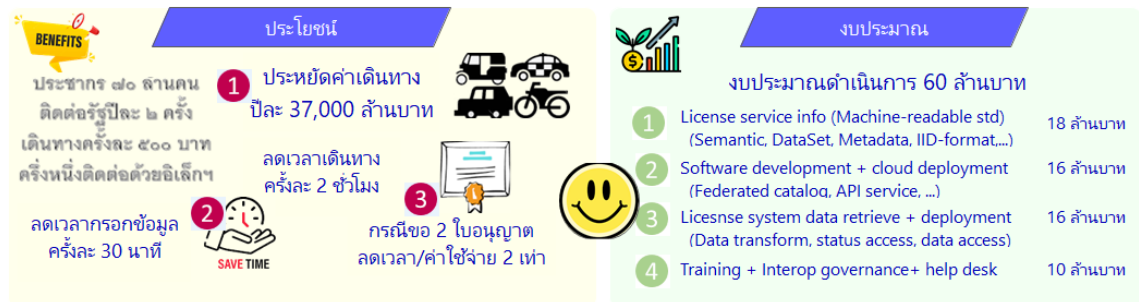 BENEFITS
ประโยชน์
ประชากร ๗๐ ล้านคน
ติดต่อรัฐปีละ ๒ ครั้ง
เดินทางครั้งละ ๕๐๐ บาท
ครึ่งหนึ่งติดต่อด้วยอิเล็กฯ
1
ประหยัดค่าเดินทาง
ปีละ 37,000 ล้านบาท
ลดเวลาเดินทาง
ครั้งละ 2 ชั่วโมง
2
ลดเวลากรอกข้อมูล
ครั้งละ 30 นาที
SAVE TIME
3
กรณีขอ 2 ใบอนุญาต
ลดเวลา/ค่าใช้จ่าย 2 เท่า
งบประมาณ
งบประมาณดำเนินการ 60 ล้านบาท
1 License service info (Machine-readable std) 18 ล้านบาท
(Semantic, DataSet, Metadata, IID-format,...)
2 Software development + cloud deployment 16 ล้านบาท
(Federated catalog, API service, ...)
3 Licesnse system data retrieve + deployment 16 ล้านบาท
(Data transform, status access, data access)
4 Training + Interop governance+ help desk 10 ล้านบาท